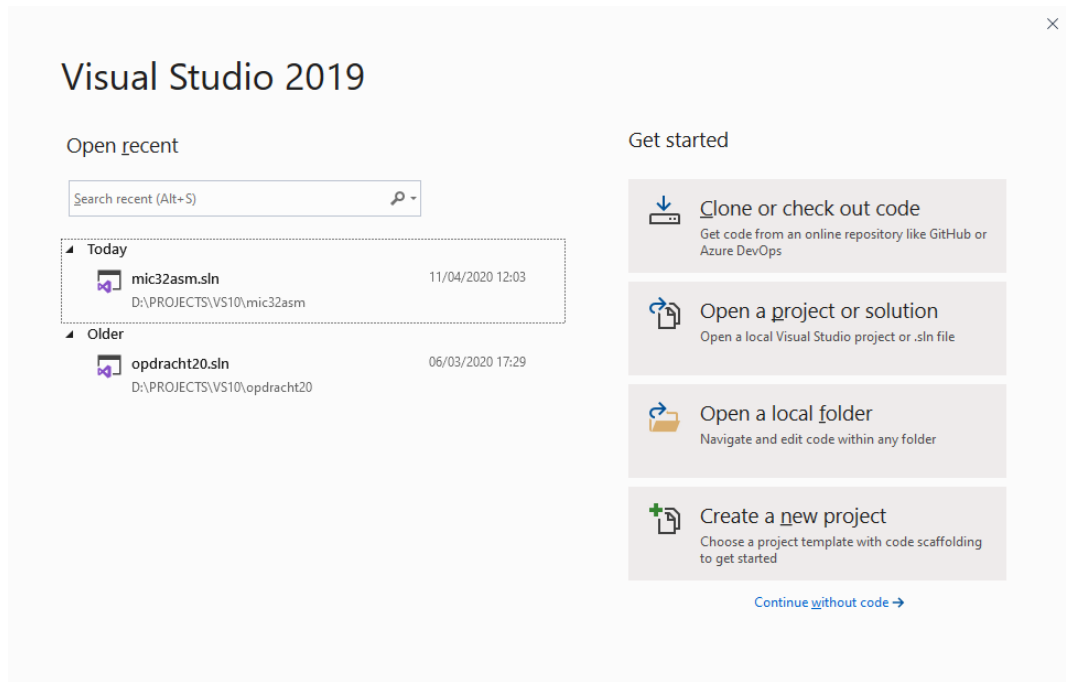 Visual Studio 2019
Open recent
Search recent (Alt+S)
Today
mic32asm.sln 11/04/2020 12:03
D:\PROJECTS\VS10\mic32asm
Older
opdracht20.sln 06/03/2020 17:29
D:\PROJECTS\VS10\opdracht20
Get started
Clone or check out code
Get code from an online repository like GitHub or
Azure DevOps
Open a project or solution
Open a local Visual Studio project or .sln file
Open a local folder
Navigate and edit code within any folder
Create a new project
Choose a project template with code scaffolding
to get started
Continue without code →